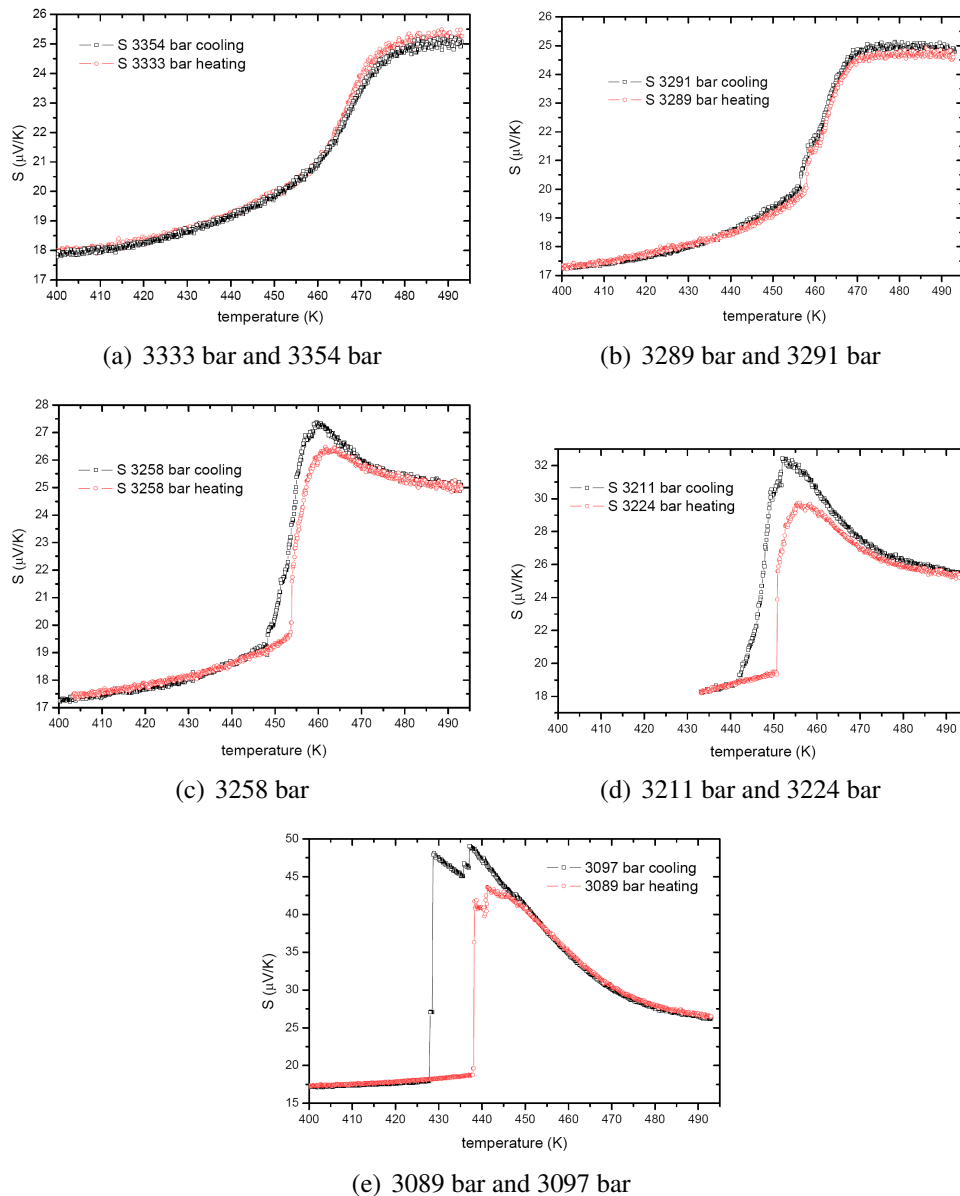 S 3354 bar cooling
S 3333 bar heating
S (μV/K)
26
25
24
23
22
21
20
19
18
17
400 410 420 430 440 450 460 470 480 490
temperature (K)
(a) 3333 bar and 3354 bar
S 3291 bar cooling
S 3289 bar heating
S (μV/K)
26
25
24
23
22
21
20
19
18
17
400 410 420 430 440 450 460 470 480 490
temperature (K)
(b) 3289 bar and 3291 bar
S 3258 bar cooling
S 3258 bar heating
S (μV/K)
28
27
26
25
24
23
22
21
20
19
18
17
400 410 420 430 440 450 460 470 480 490
temperature (K)
(c) 3258 bar
S 3211 bar cooling
S 3224 bar heating
S (μV/K)
32
30
28
26
24
22
20
18
400 410 420 430 440 450 460 470 480 490
temperature (K)
(d) 3211 bar and 3224 bar
3097 bar cooling
3089 bar heating
S (μV/K)
50
45
40
35
30
25
20
15
400 410 420 430 440 450 460 470 480 490
temperature (K)
(e) 3089 bar and 3097 bar